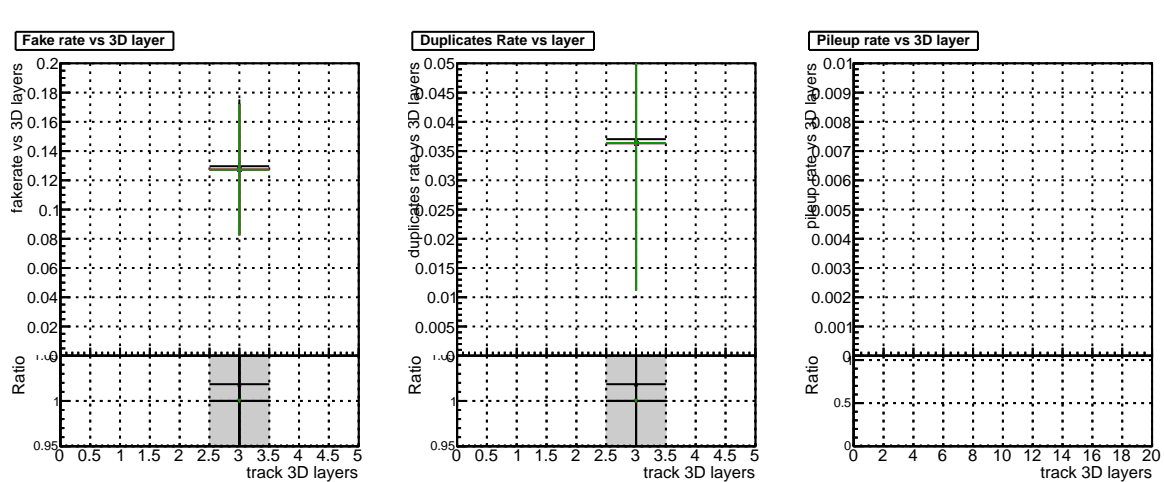 Fake rate vs 3D layer
fakerate vs 3D layers
0.2
0.18
0.16
0.14
0.12
0.1
0.08
0.06
0.04
0.02
0
Ratio
1
0.95
0 0.5 1 1.5 2 2.5 3 3.5 4 4.5 5
track 3D layers
Duplicates Rate vs layer
duplicates rate vs 3D layers
0.05
0.045
0.04
0.035
0.03
0.025
0.02
0.015
0.01
0.005
0
Ratio
1
0.95
0 0.5 1 1.5 2 2.5 3 3.5 4 4.5 5
track 3D layers
Pileup rate vs 3D layer
pileup rate vs 3D layers
0.01
0.009
0.008
0.007
0.006
0.005
0.004
0.003
0.002
0.001
0
Ratio
1
0.5
0
0 2 4 6 8 10 12 14 16 18 20
track 3D layers